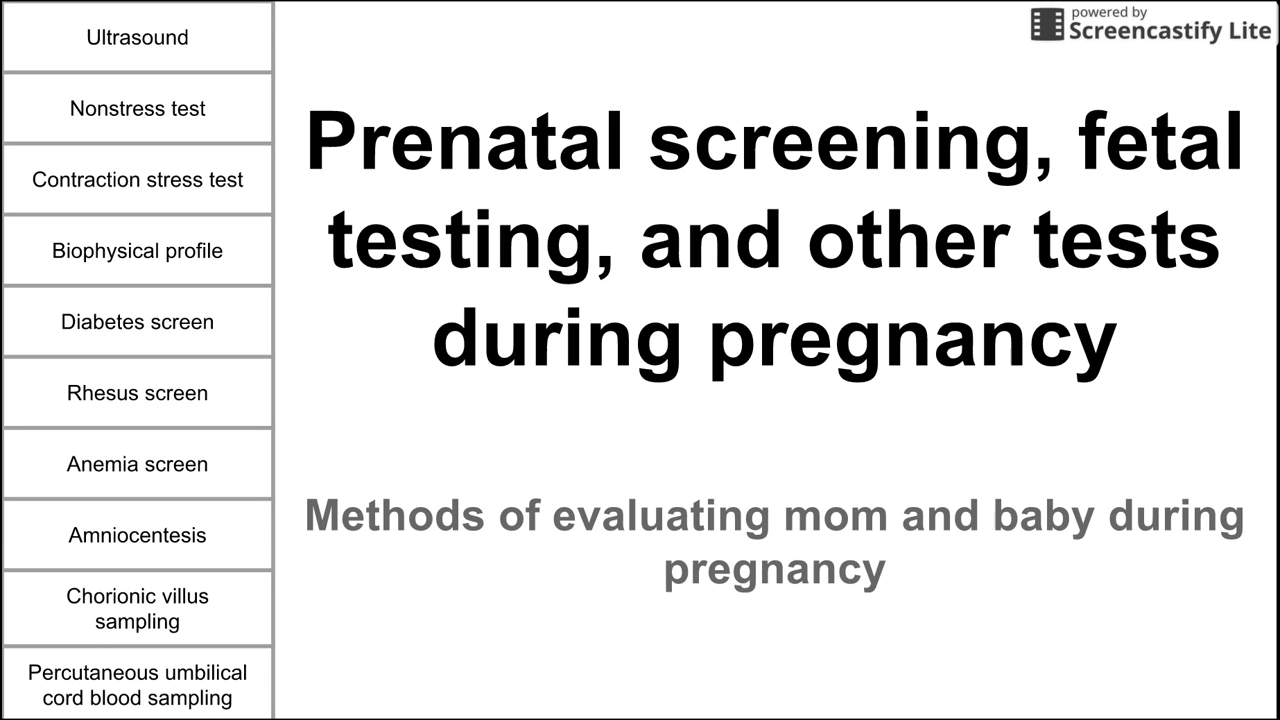 Ultrasound
Nonstress test
Contraction stress test
Biophysical profile
Diabetes screen
Rhesus screen
Anemia screen
Amniocentesis
Chorionic villus
sampling
Percutaneous umbilical
cord blood sampling
powered by
Screencastify Lite
Prenatal screening, fetal
testing, and other tests
during pregnancy
Methods of evaluating mom and baby during
pregnancy